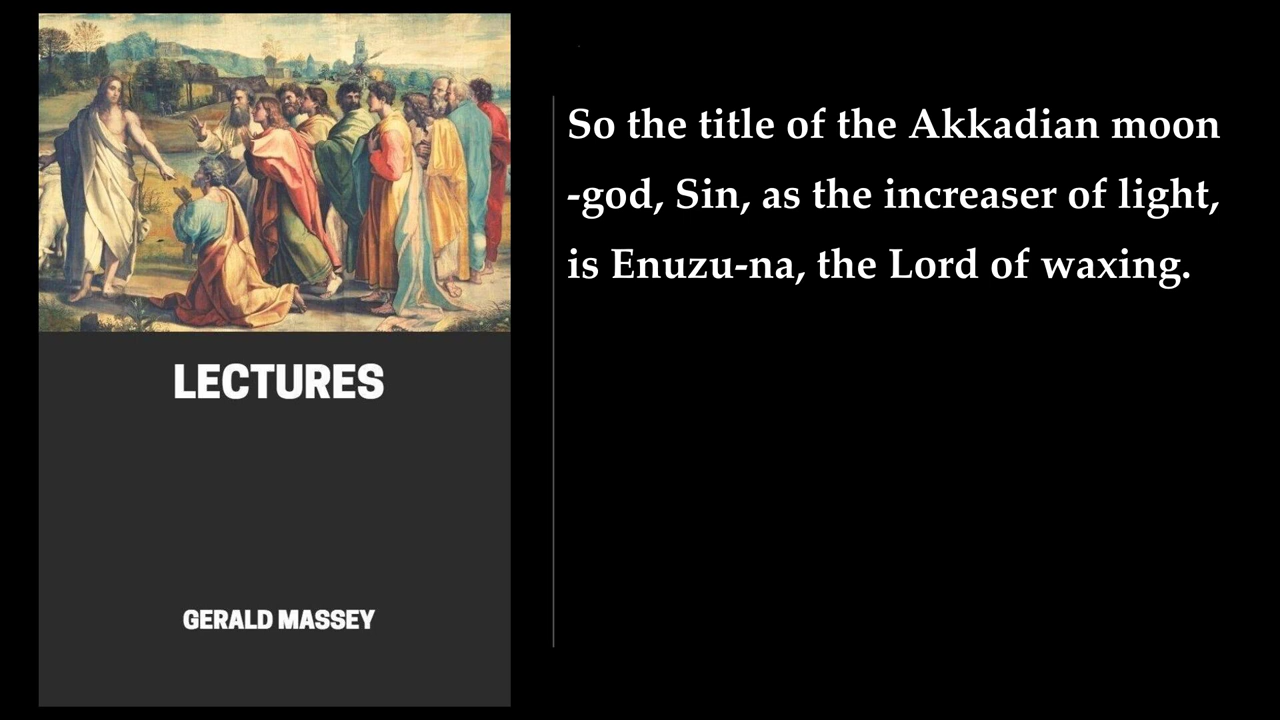 LECTURES
GERALD MASSEY
So the title of the Akkadian moon
-god, Sin, as the increaser of light,
is Enuzu-na, the Lord of waxing.